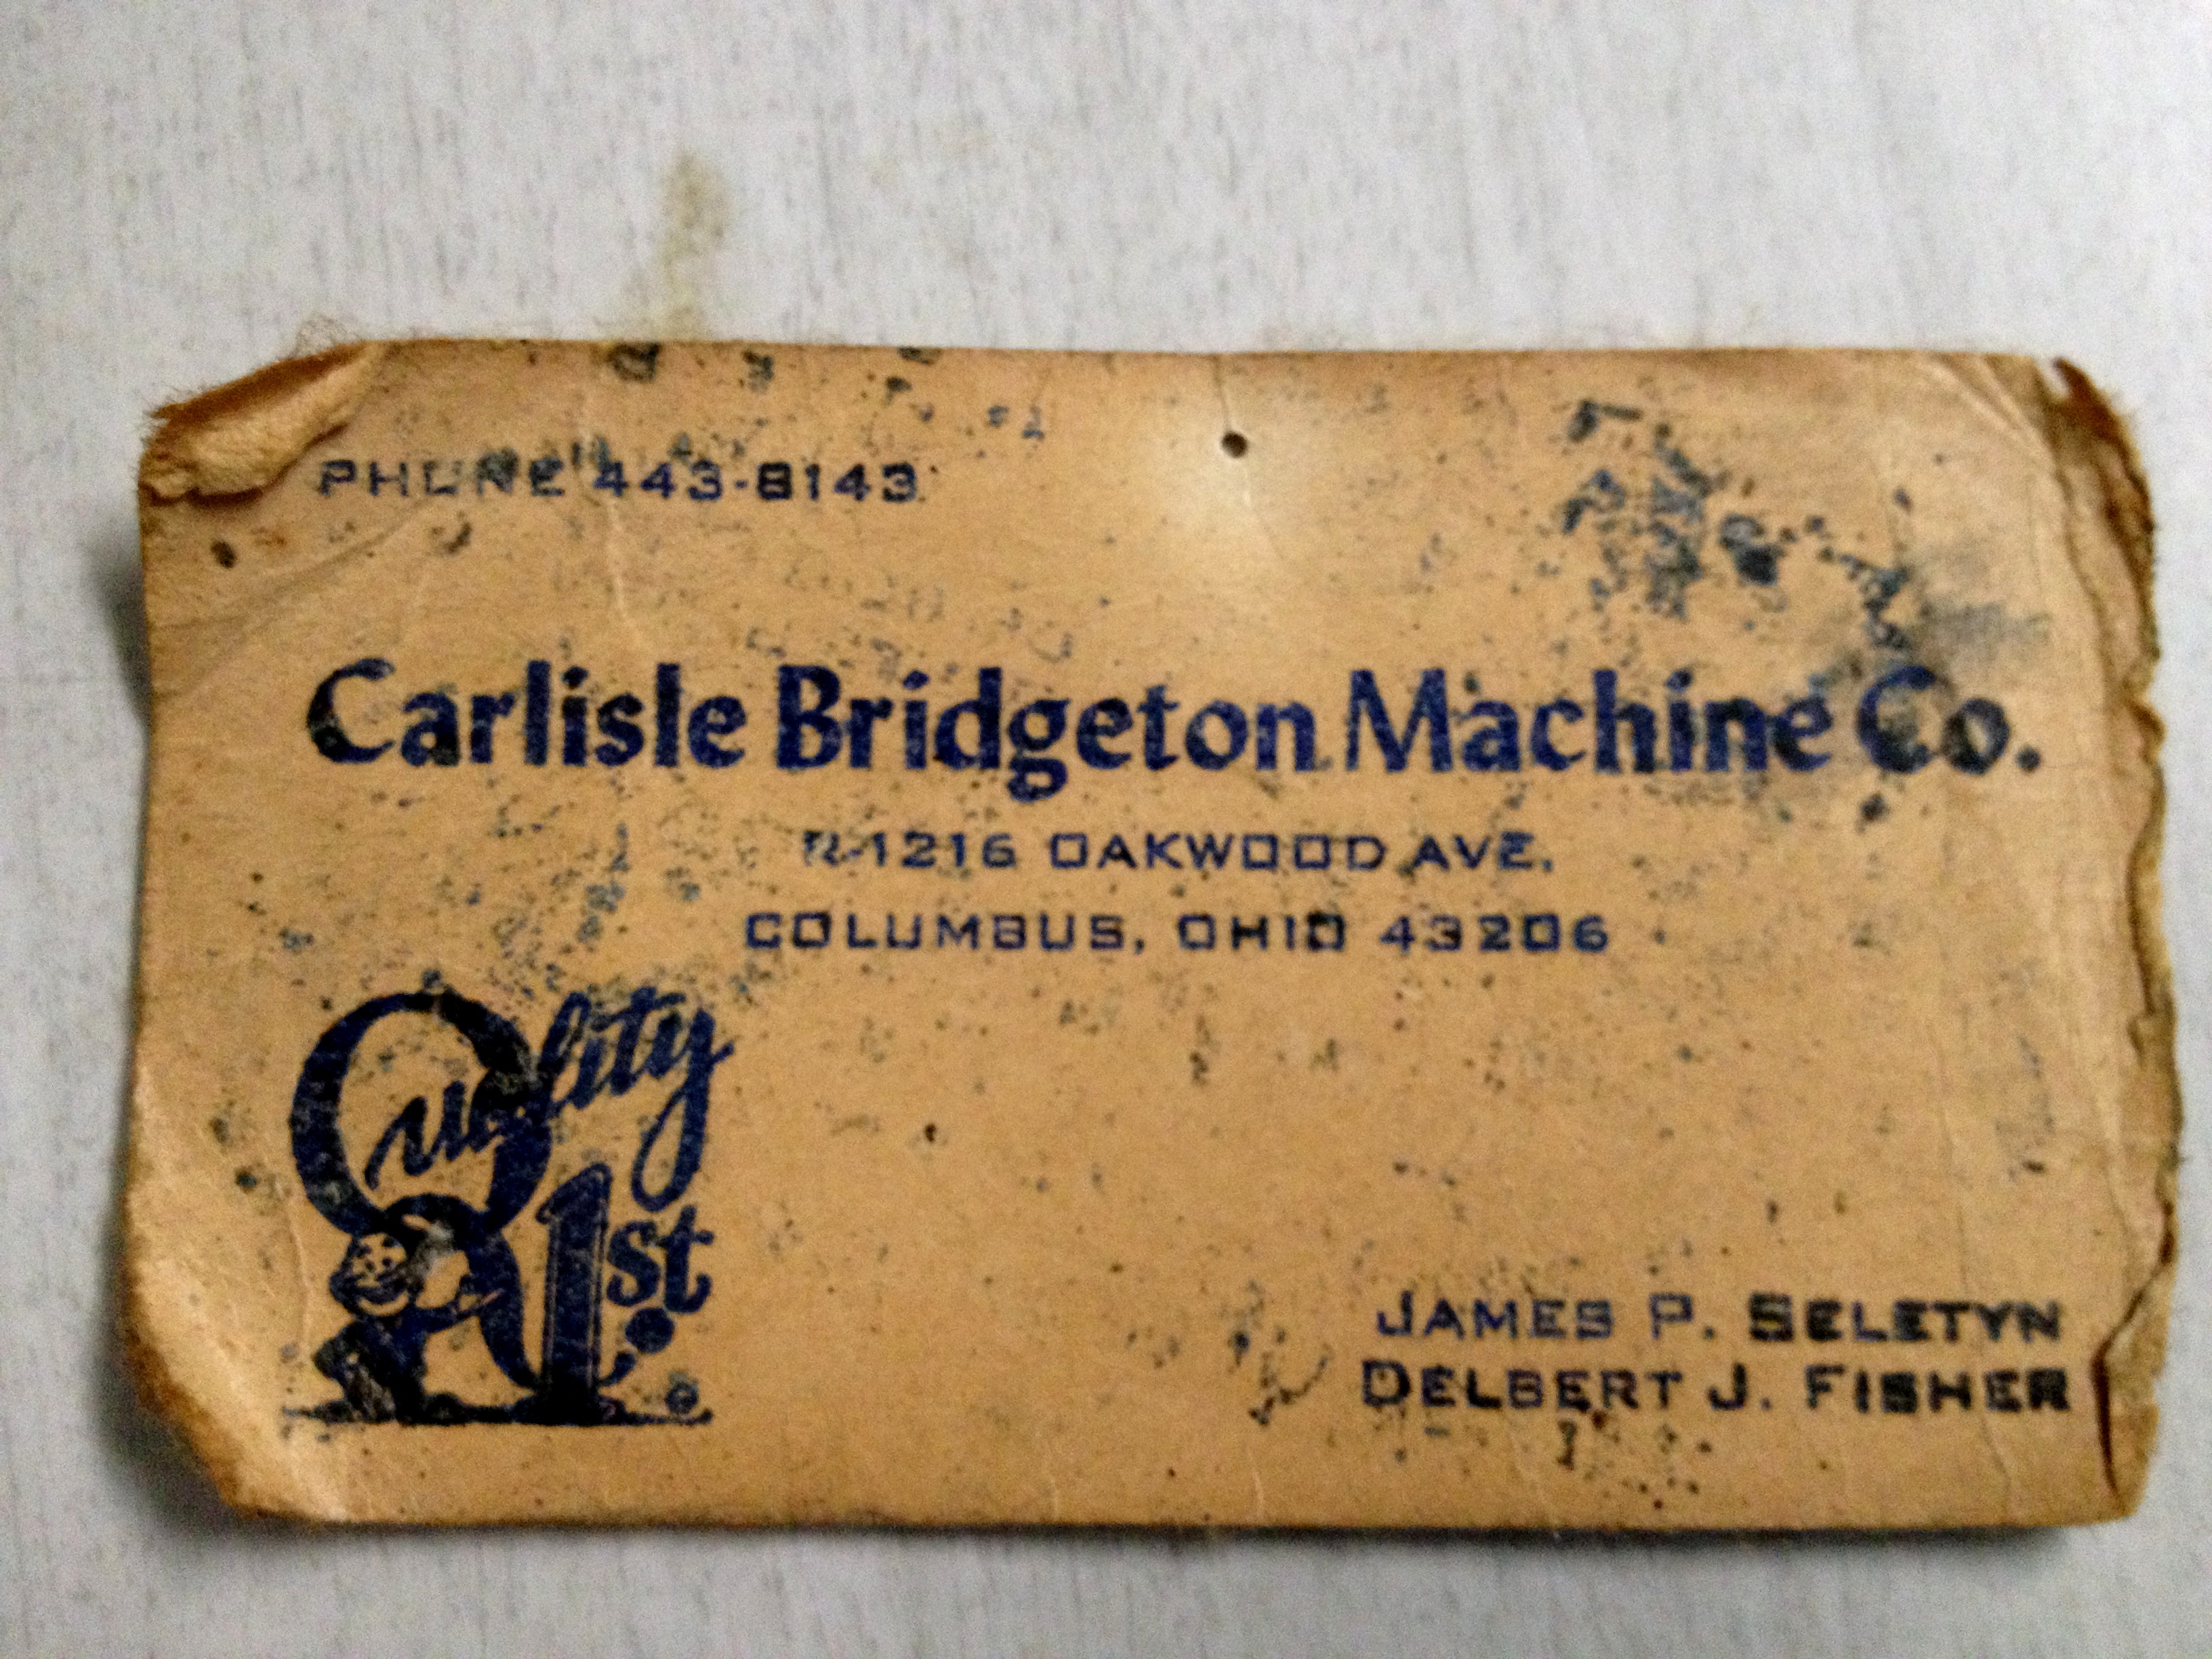 PHONE 443-8143
Carlisle Bridgeton Machine Co.
R-1216 OAKWOOD AVE.
COLUMBUS, OHIO 43206
Quality
1st
JAMES P. SELETYN
DELBERT J. FISHER